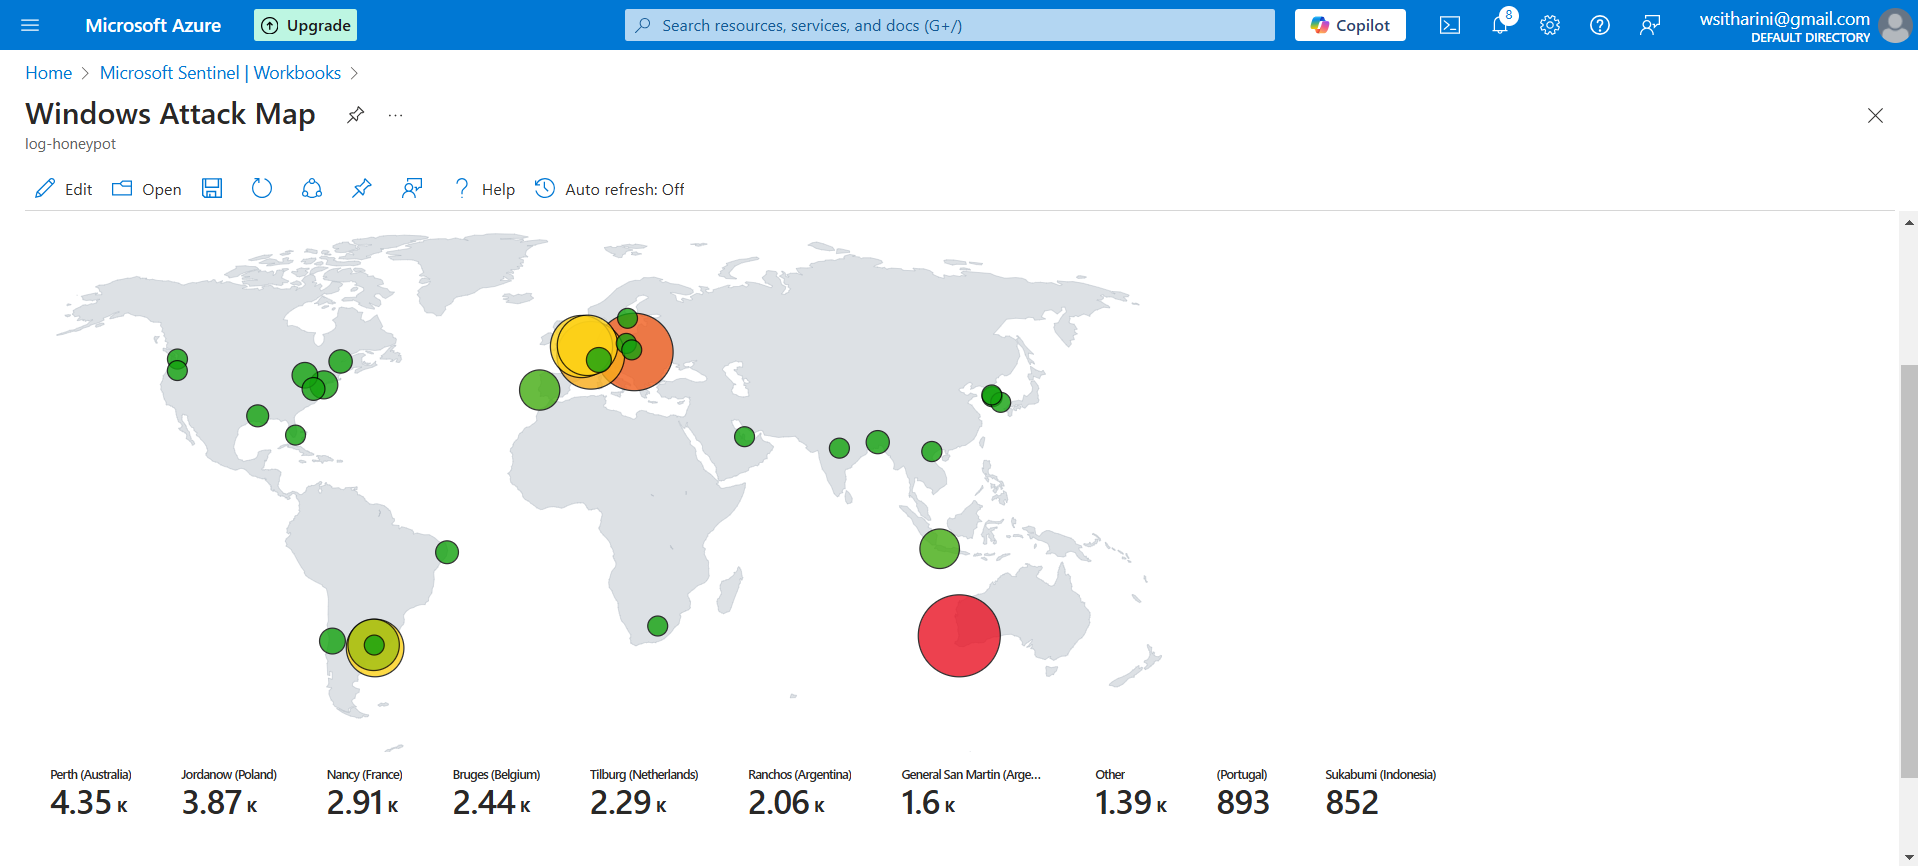 Microsoft Azure
Upgrade
Search resources, services, and docs (G+/)
Copilot
8
wsitharini@gmail.com
DEFAULT DIRECTORY
Home > Microsoft Sentinel | Workbooks >
Windows Attack Map
...
log-honeypot
Edit
Open
? Help
Auto refresh: Off
Perth (Australia)
4.35 K
Jordanow (Poland)
3.87 K
Nancy (France)
2.91 K
Bruges (Belgium)
2.44 K
Tilburg (Netherlands)
2.29 K
Ranchos (Argentina)
2.06 K
General San Martin (Arge...
1.6 K
Other
1.39 K
(Portugal)
893
Sukabumi (Indonesia)
852